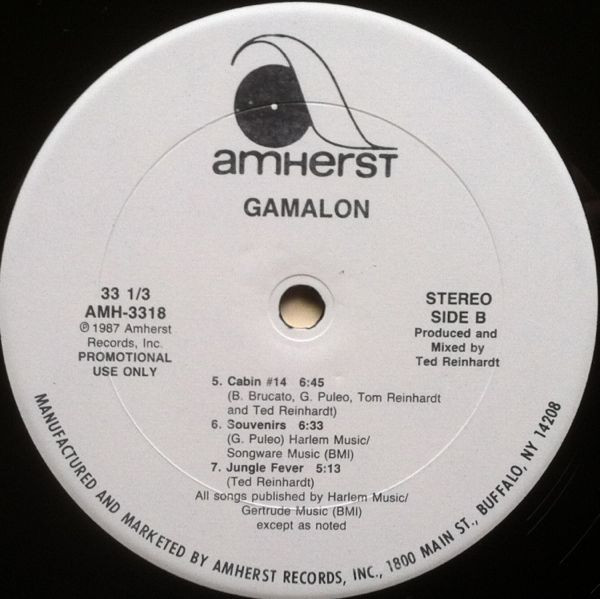 amherst
GAMALON
33 1/3
AMH-3318
℗ 1987 Amherst
Records, Inc.
PROMOTIONAL
USE ONLY
STEREO
SIDE B
Produced and
Mixed by
Ted Reinhardt
5. Cabin #14 6:45
(B. Brucato, G. Puleo, Tom Reinhardt
and Ted Reinhardt)
6. Souvenirs 6:33
(G. Puleo) Harlem Music/
Songware Music (BMI)
7. Jungle Fever 5:13
(Ted Reinhardt)
All songs published by Harlem Music/
Gertrude Music (BMI)
except as noted
MANUFACTURED AND MARKETED BY AMHERST RECORDS, INC., 1800 MAIN ST., BUFFALO, NY 14208